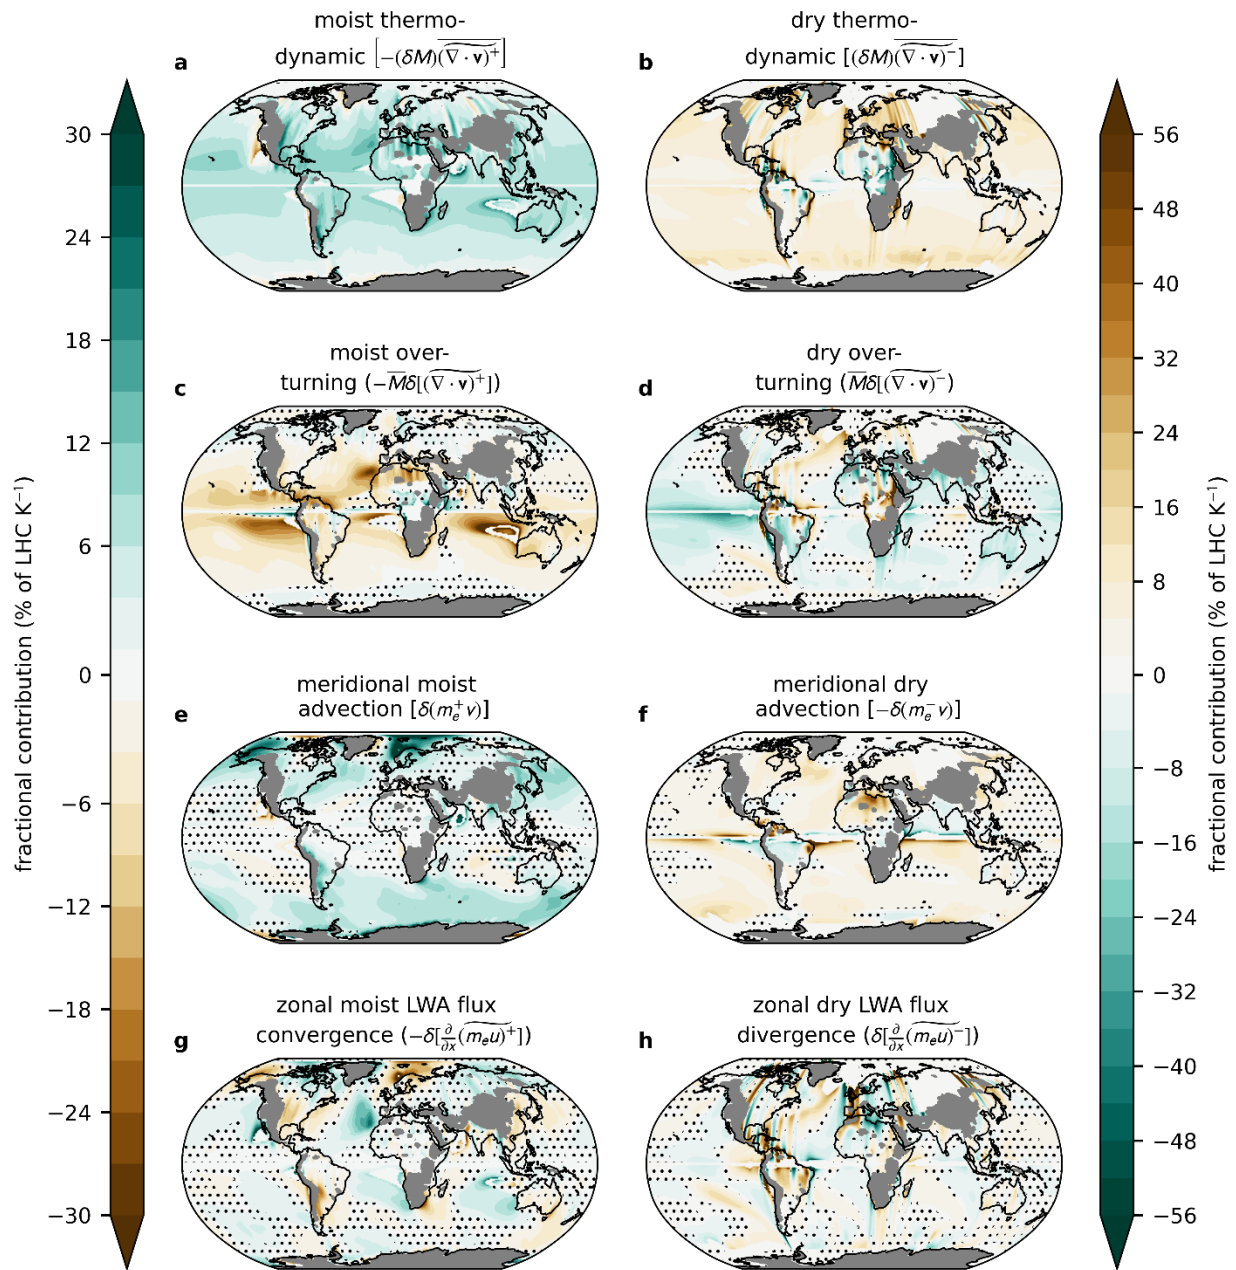 moist thermo-
a dynamic [−(δM)(∇ · v)⁺]
dry thermo-
b dynamic [(δM)(∇ · v)⁻]
moist over-
c turning (−Mδ[(∇ · v)⁺])
dry over-
d turning (Mδ[(∇ · v)⁻)
meridional moist
e advection [δ(mₑ⁺v)]
meridional dry
f advection [−δ(mₑ⁻v)]
zonal moist LWA flux
g convergence (−δ[∂/∂x(mₑu)⁺])
zonal dry LWA flux
h divergence (δ[∂/∂x(mₑu)⁻])
fractional contribution (% of LHC K⁻¹)
30
24
18
12
6
0
−6
−12
−18
−24
−30
56
48
40
32
24
16
8
0
−8
−16
−24
−32
−40
−48
−56
fractional contribution (% of LHC K⁻¹)